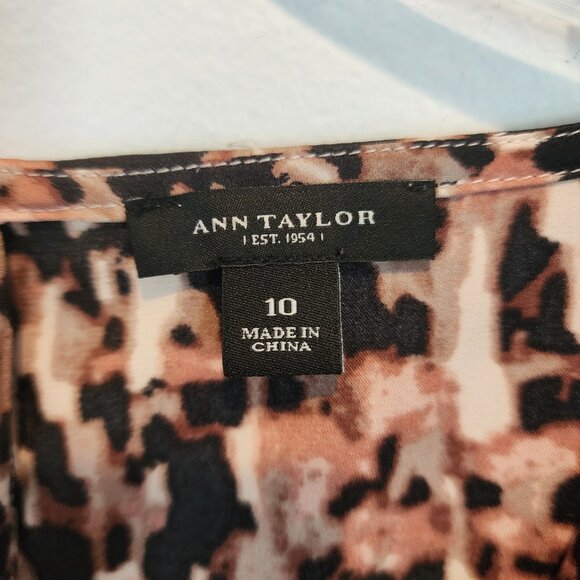 ANN TAYLOR
| EST. 1954 |
10
MADE IN
CHINA